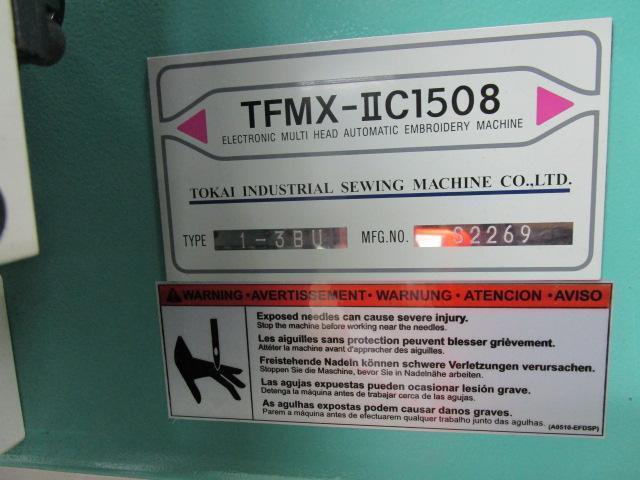 TFMX-IIC1508
ELECTRONIC MULTI HEAD AUTOMATIC EMBROIDERY MACHINE
TOKAI INDUSTRIAL SEWING MACHINE CO.,LTD.
TYPE 1-3BU MFG.NO. S2269
WARNING • AVERTISSEMENT • WARNUNG • ATENCION • AVISO
Exposed needles can cause severe injury.
Stop the machine before working near the needles.
Les aiguilles sans protection peuvent blesser grièvement.
Attéter la machine avant d'approcher des aiguilles.
Freistehende Nadeln können schwere Verletzungen verursachen.
Stoppen Sie die Maschine, bevor Sie in Nadelnähe arbeiten.
Las agujas expuestas pueden ocasionar lesión grave.
Detenga la máquina antes de trabajar cerca de las agujas.
As agulhas expostas podem causar danos graves.
Parem a máquina antes de efectuarem qualquer trabalho junto das agulhas.
(A0510-EFDSP)